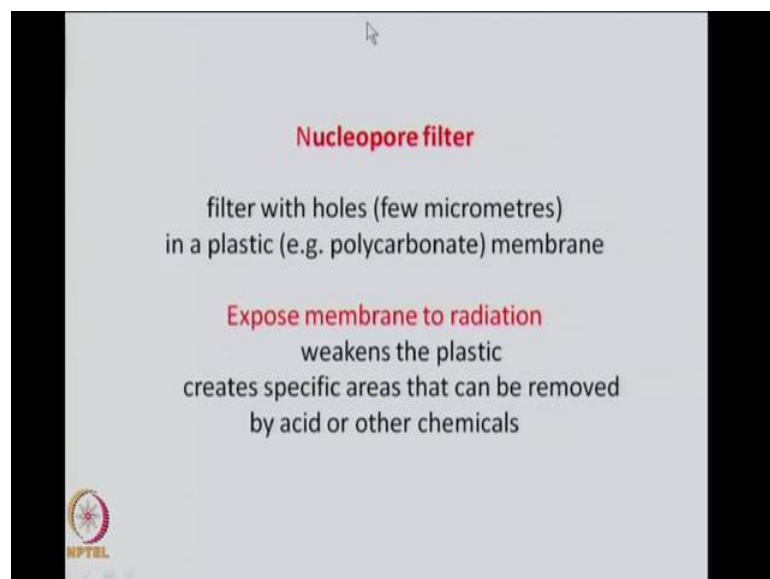 Nucleopore filter
filter with holes (few micrometres)
in a plastic (e.g. polycarbonate) membrane
Expose membrane to radiation
weakens the plastic
creates specific areas that can be removed
by acid or other chemicals
NPTEL